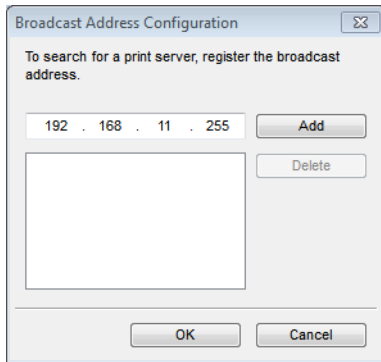 Broadcast Address Configuration
To search for a print server, register the broadcast
address.
192 . 168 . 11 . 255
Add
Delete
OK
Cancel